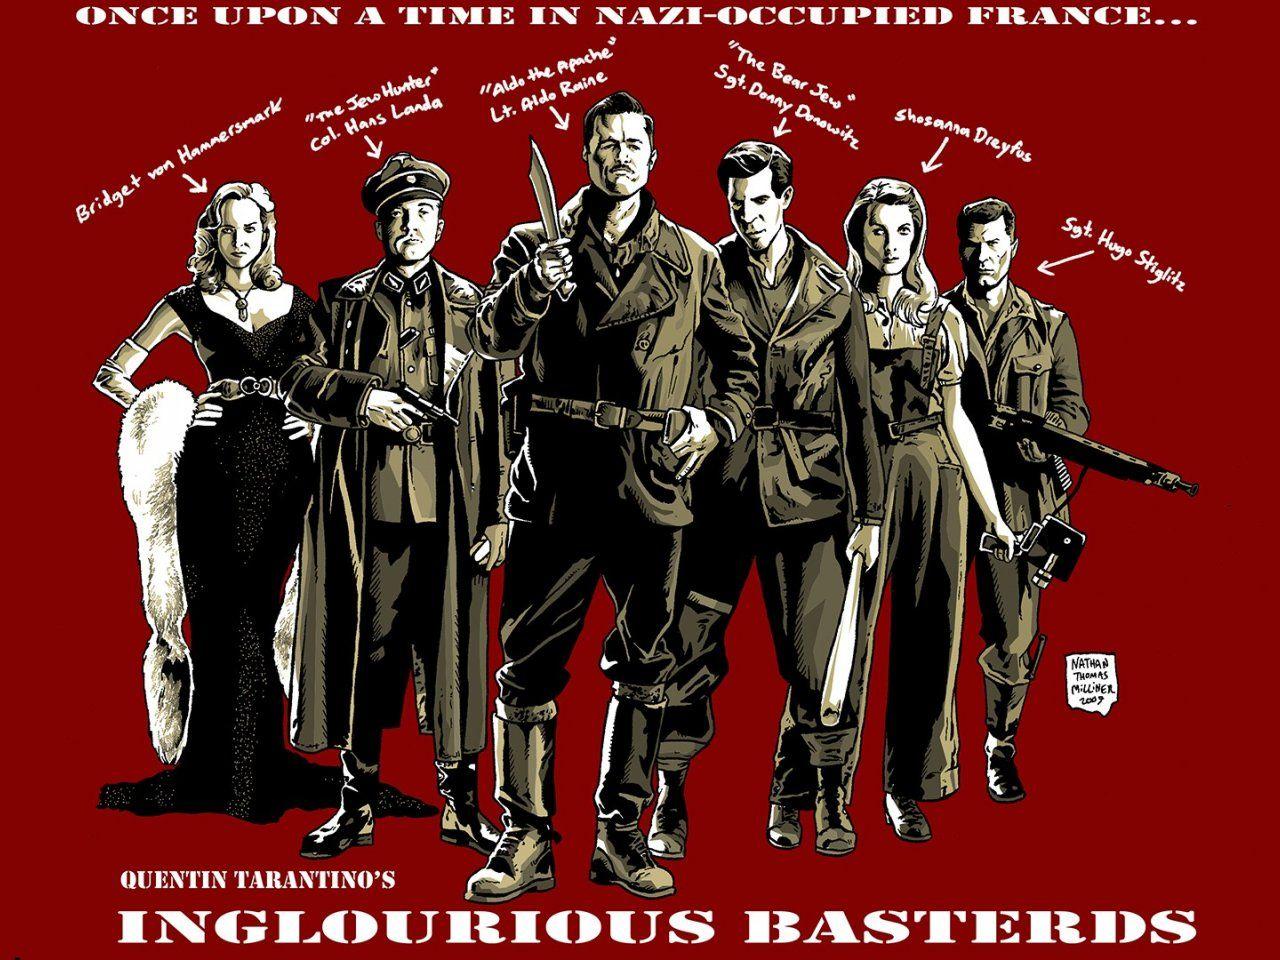 ONCE UPON A TIME IN NAZI-OCCUPIED FRANCE...
Bridget von Hammersmark
"The Jew Hunter"
Col. Hans Landa
"Aldo the Apache"
Lt. Aldo Raine
"The Bear Jew"
Sgt. Donny Donowitz
Shosanna Dreyfus
Sgt. Hugo Stiglitz
NATHAN
THOMAS
MILLINER
2009
QUENTIN TARANTINO'S
INGLOURIOUS BASTERDS